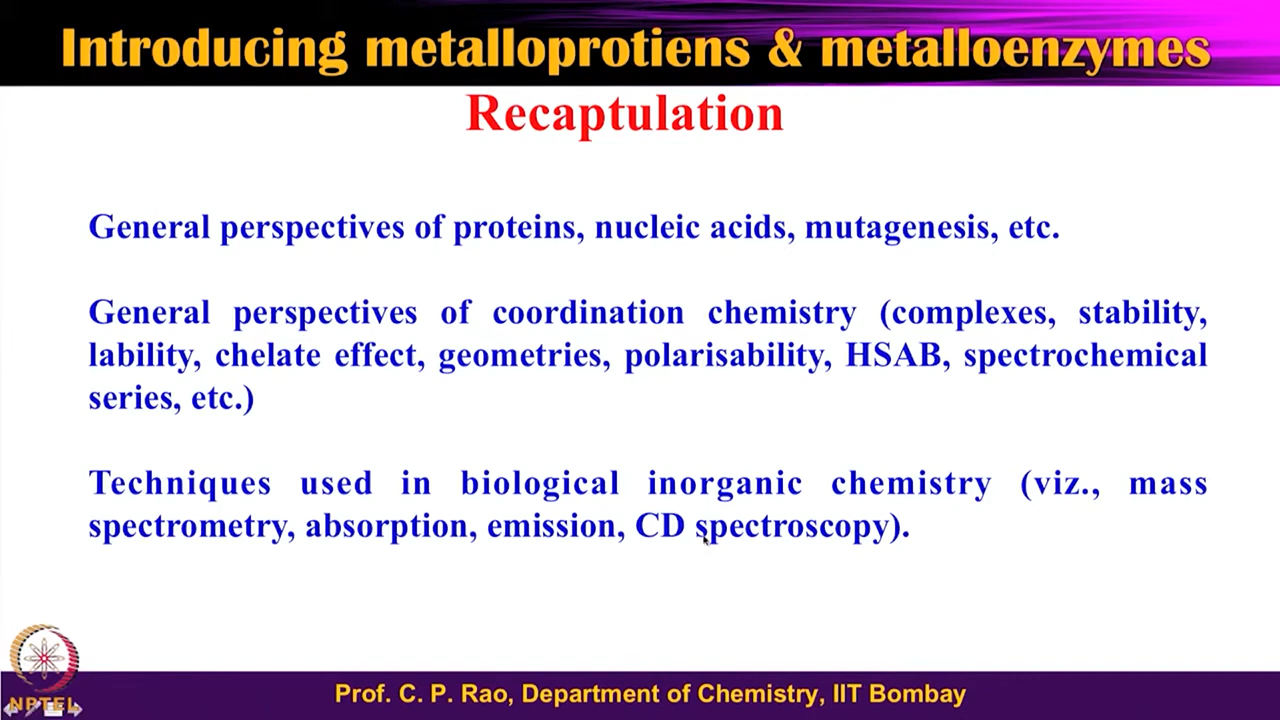 Introducing metalloprotiens & metalloenzymes
Recaptulation
General perspectives of proteins, nucleic acids, mutagenesis, etc.
General perspectives of coordination chemistry (complexes, stability,
lability, chelate effect, geometries, polarisability, HSAB, spectrochemical
series, etc.)
Techniques used in biological inorganic chemistry (viz., mass
spectrometry, absorption, emission, CD spectroscopy).
NPTEL
Prof. C. P. Rao, Department of Chemistry, IIT Bombay